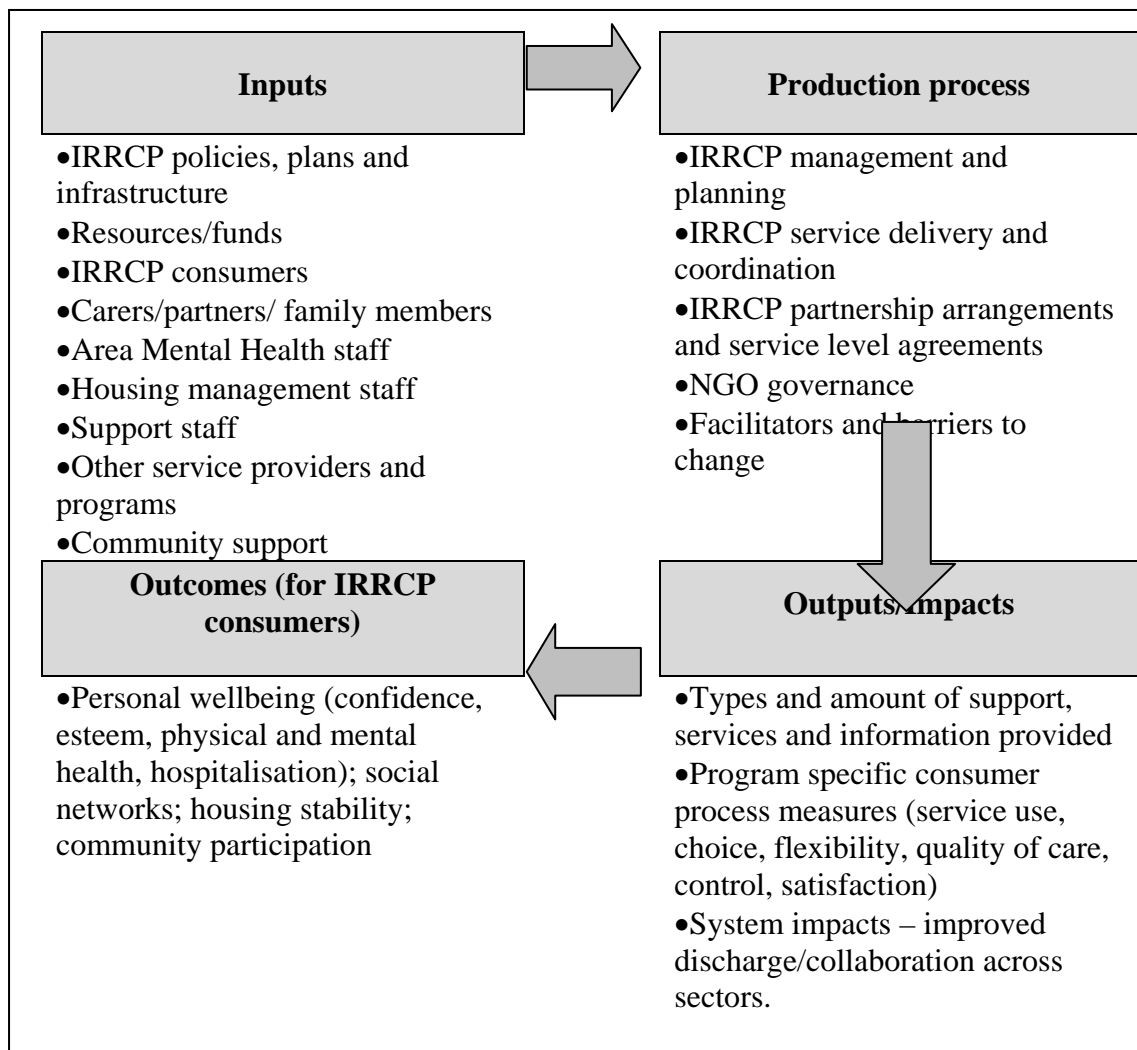 Inputs
•IRRCP policies, plans and
infrastructure
•Resources/funds
•IRRCP consumers
•Carers/partners/ family members
•Area Mental Health staff
•Housing management staff
•Support staff
•Other service providers and
programs
•Community support
Production process
•IRRCP management and
planning
•IRRCP service delivery and
coordination
•IRRCP partnership arrangements
and service level agreements
•NGO governance
•Facilitators and barriers to
change
Outputs/Impacts
•Types and amount of support,
services and information provided
•Program specific consumer
process measures (service use,
choice, flexibility, quality of care,
control, satisfaction)
•System impacts – improved
discharge/collaboration across
sectors.
Outcomes (for IRRCP
consumers)
•Personal wellbeing (confidence,
esteem, physical and mental
health, hospitalisation); social
networks; housing stability;
community participation